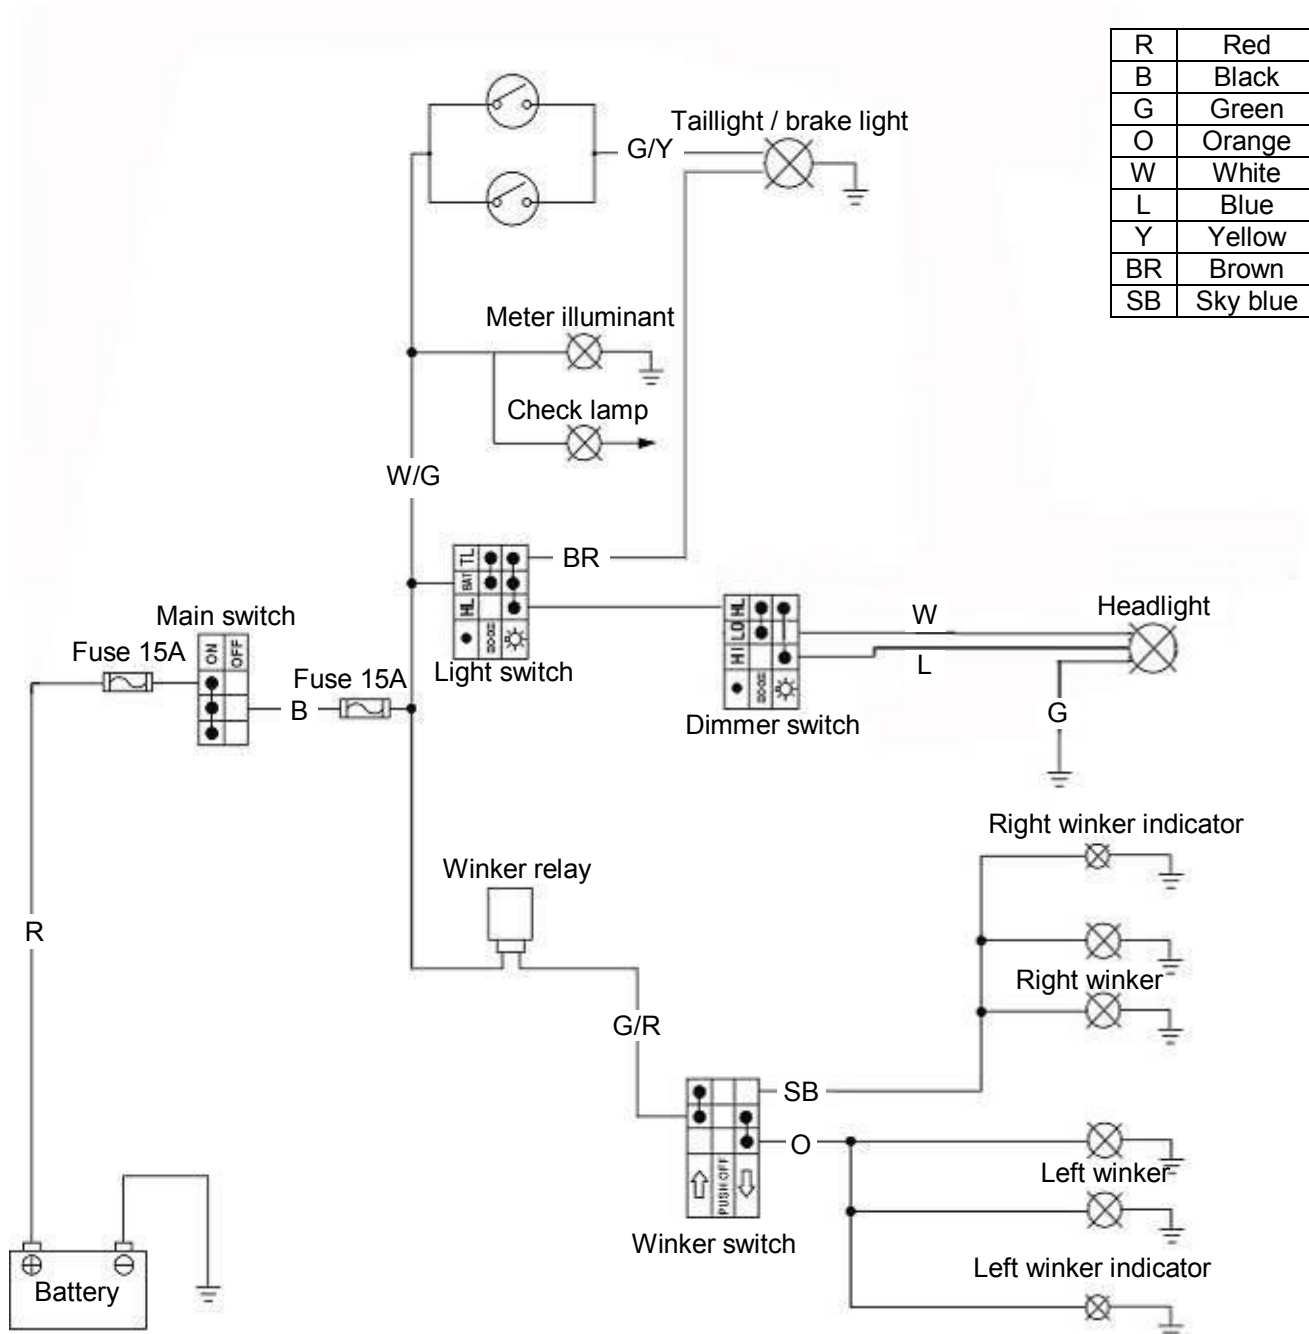 R Red
B Black
G Green
O Orange
W White
L Blue
Y Yellow
BR Brown
SB Sky blue
Taillight / brake light
G/Y
Meter illuminant
Check lamp
W/G
TL
BAT
HL
BR
Light switch
Main switch
ON
OFF
Fuse 15A
Fuse 15A
B
HL
LO
HI
Dimmer switch
W
L
Headlight
G
Right winker indicator
Winker relay
R
Right winker
G/R
SB
O
PUSH OFF
Left winker
Winker switch
Left winker indicator
Battery